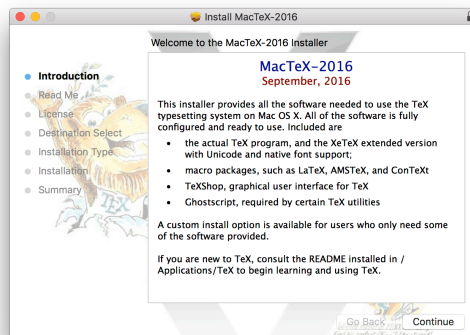 Install MacTeX-2016
Welcome to the MacTeX-2016 Installer
Introduction
Read Me
License
Destination Select
Installation Type
Installation
Summary
MacTeX-2016
September, 2016
This installer provides all the software needed to use the TeX
typesetting system on Mac OS X. All of the software is fully
configured and ready to use. Included are
• the actual TeX program, and the XeTeX extended version
with Unicode and native font support;
• macro packages, such as LaTeX, AMSTeX, and ConTeXt
• TeXShop, graphical user interface for TeX
• Ghostscript, required by certain TeX utilities
A custom install option is available for users who only need some
of the software provided.
If you are new to TeX, consult the README installed in /
Applications/TeX to begin learning and using TeX.
TEX
Go Back
Continue